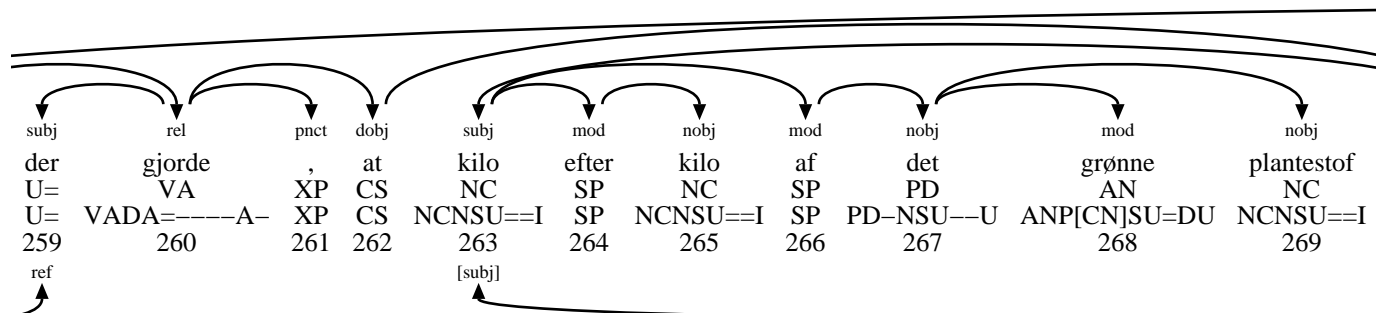 subj rel pnct dobj subj mod nobj mod nobj mod nobj
der gjorde , at kilo efter kilo af det grønne plantestof
U= VA XP CS NC SP NC SP PD AN NC
U= VADA=−−−−A− XP CS NCNSU==I SP NCNSU==I SP PD−NSU−−U ANP[CN]SU=DU NCNSU==I
259 260 261 262 263 264 265 266 267 268 269
ref [subj]